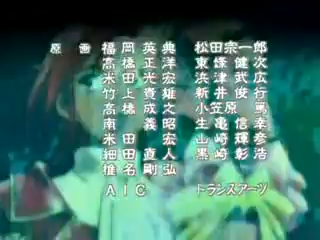 原画 福岡英典 松田宗一郎
高橋正洋 東條健次
米田光宏 浜津武広
竹上貴雄 新井俊行
高橋成之 小笠原篤
南義昭 生亀信幸
米田宏 山崎輝彦
細田直人 黒崎彰浩
椎名剛弘
AIC トランスアーツ